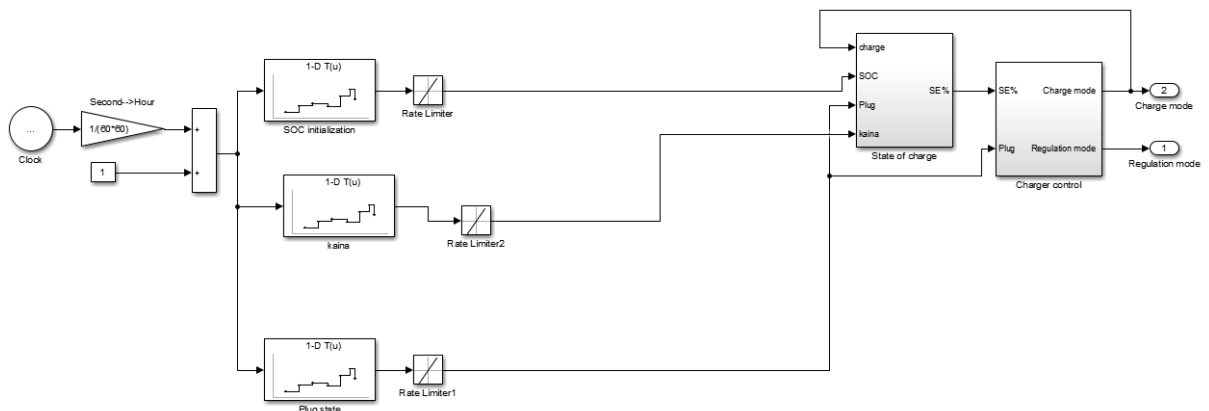 1-D T(u)
SOC initialization
Rate Limiter
Second-->Hour
1/(60*60)
...
Clock
+
+
1
1-D T(u)
kaina
Rate Limiter2
1-D T(u)
Plug state
Rate Limiter1
charge
SOC
Plug
kaina
SE%
State of charge
SE%
Plug
Charge mode
Regulation mode
Charger control
2
Charge mode
1
Regulation mode